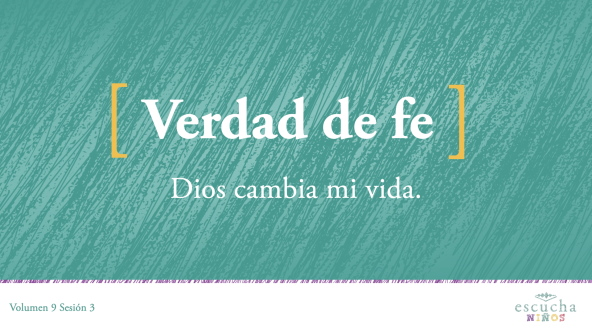 [ Verdad de fe ]
Dios cambia mi vida.
Volumen 9 Sesión 3
escucha
NIÑOS